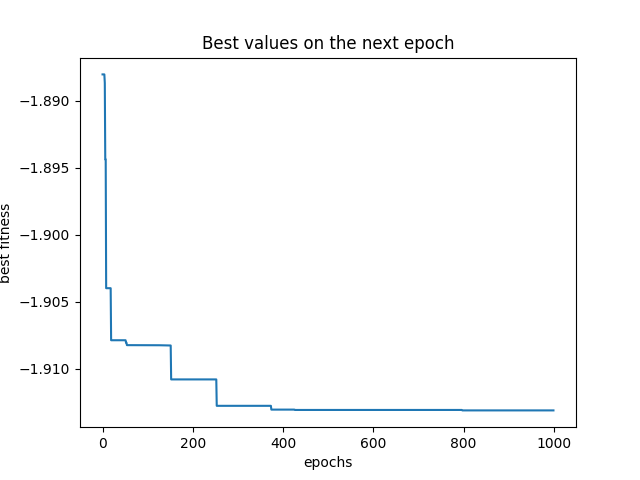 Best values on the next epoch
−1.890
−1.895
−1.900
−1.905
−1.910
best fitness
0 200 400 600 800 1000
epochs